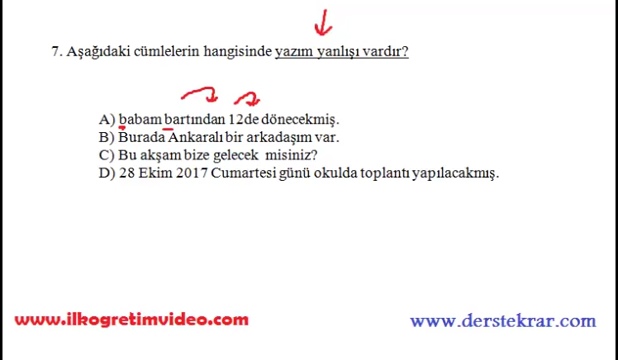 7. Aşağıdaki cümlelerin hangisinde yazım yanlışı vardır?
A) babam bartından 12de dönecekmiş.
B) Burada Ankaralı bir arkadaşım var.
C) Bu akşam bize gelecek misiniz?
D) 28 Ekim 2017 Cumartesi günü okulda toplantı yapılacakmış.
www.ilkogretimvideo.com www.derstekrar.com